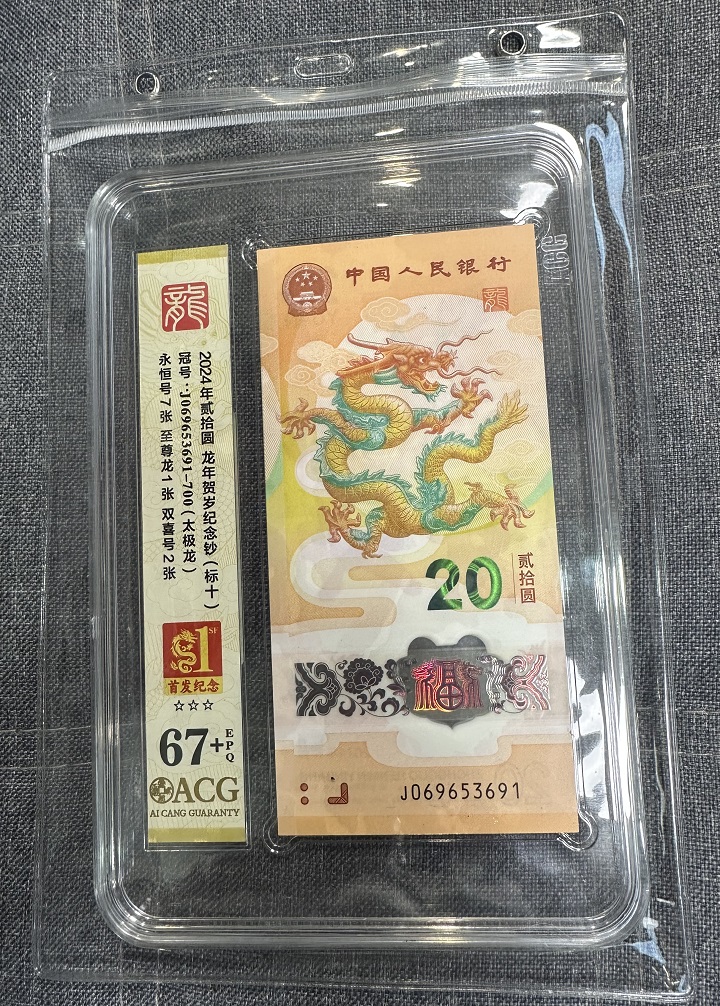 龍
2024年贰拾圆 龙年贺岁纪念钞(标十)
冠号:J069653691-700(太极龙)
永恒号7张 至尊龙1张 双喜号2张
1ST
首发纪念
☆☆☆
67+EPQ
ACG
AI CANG GUARANTY
中国人民银行
龍
20
贰拾圆
福
J069653691